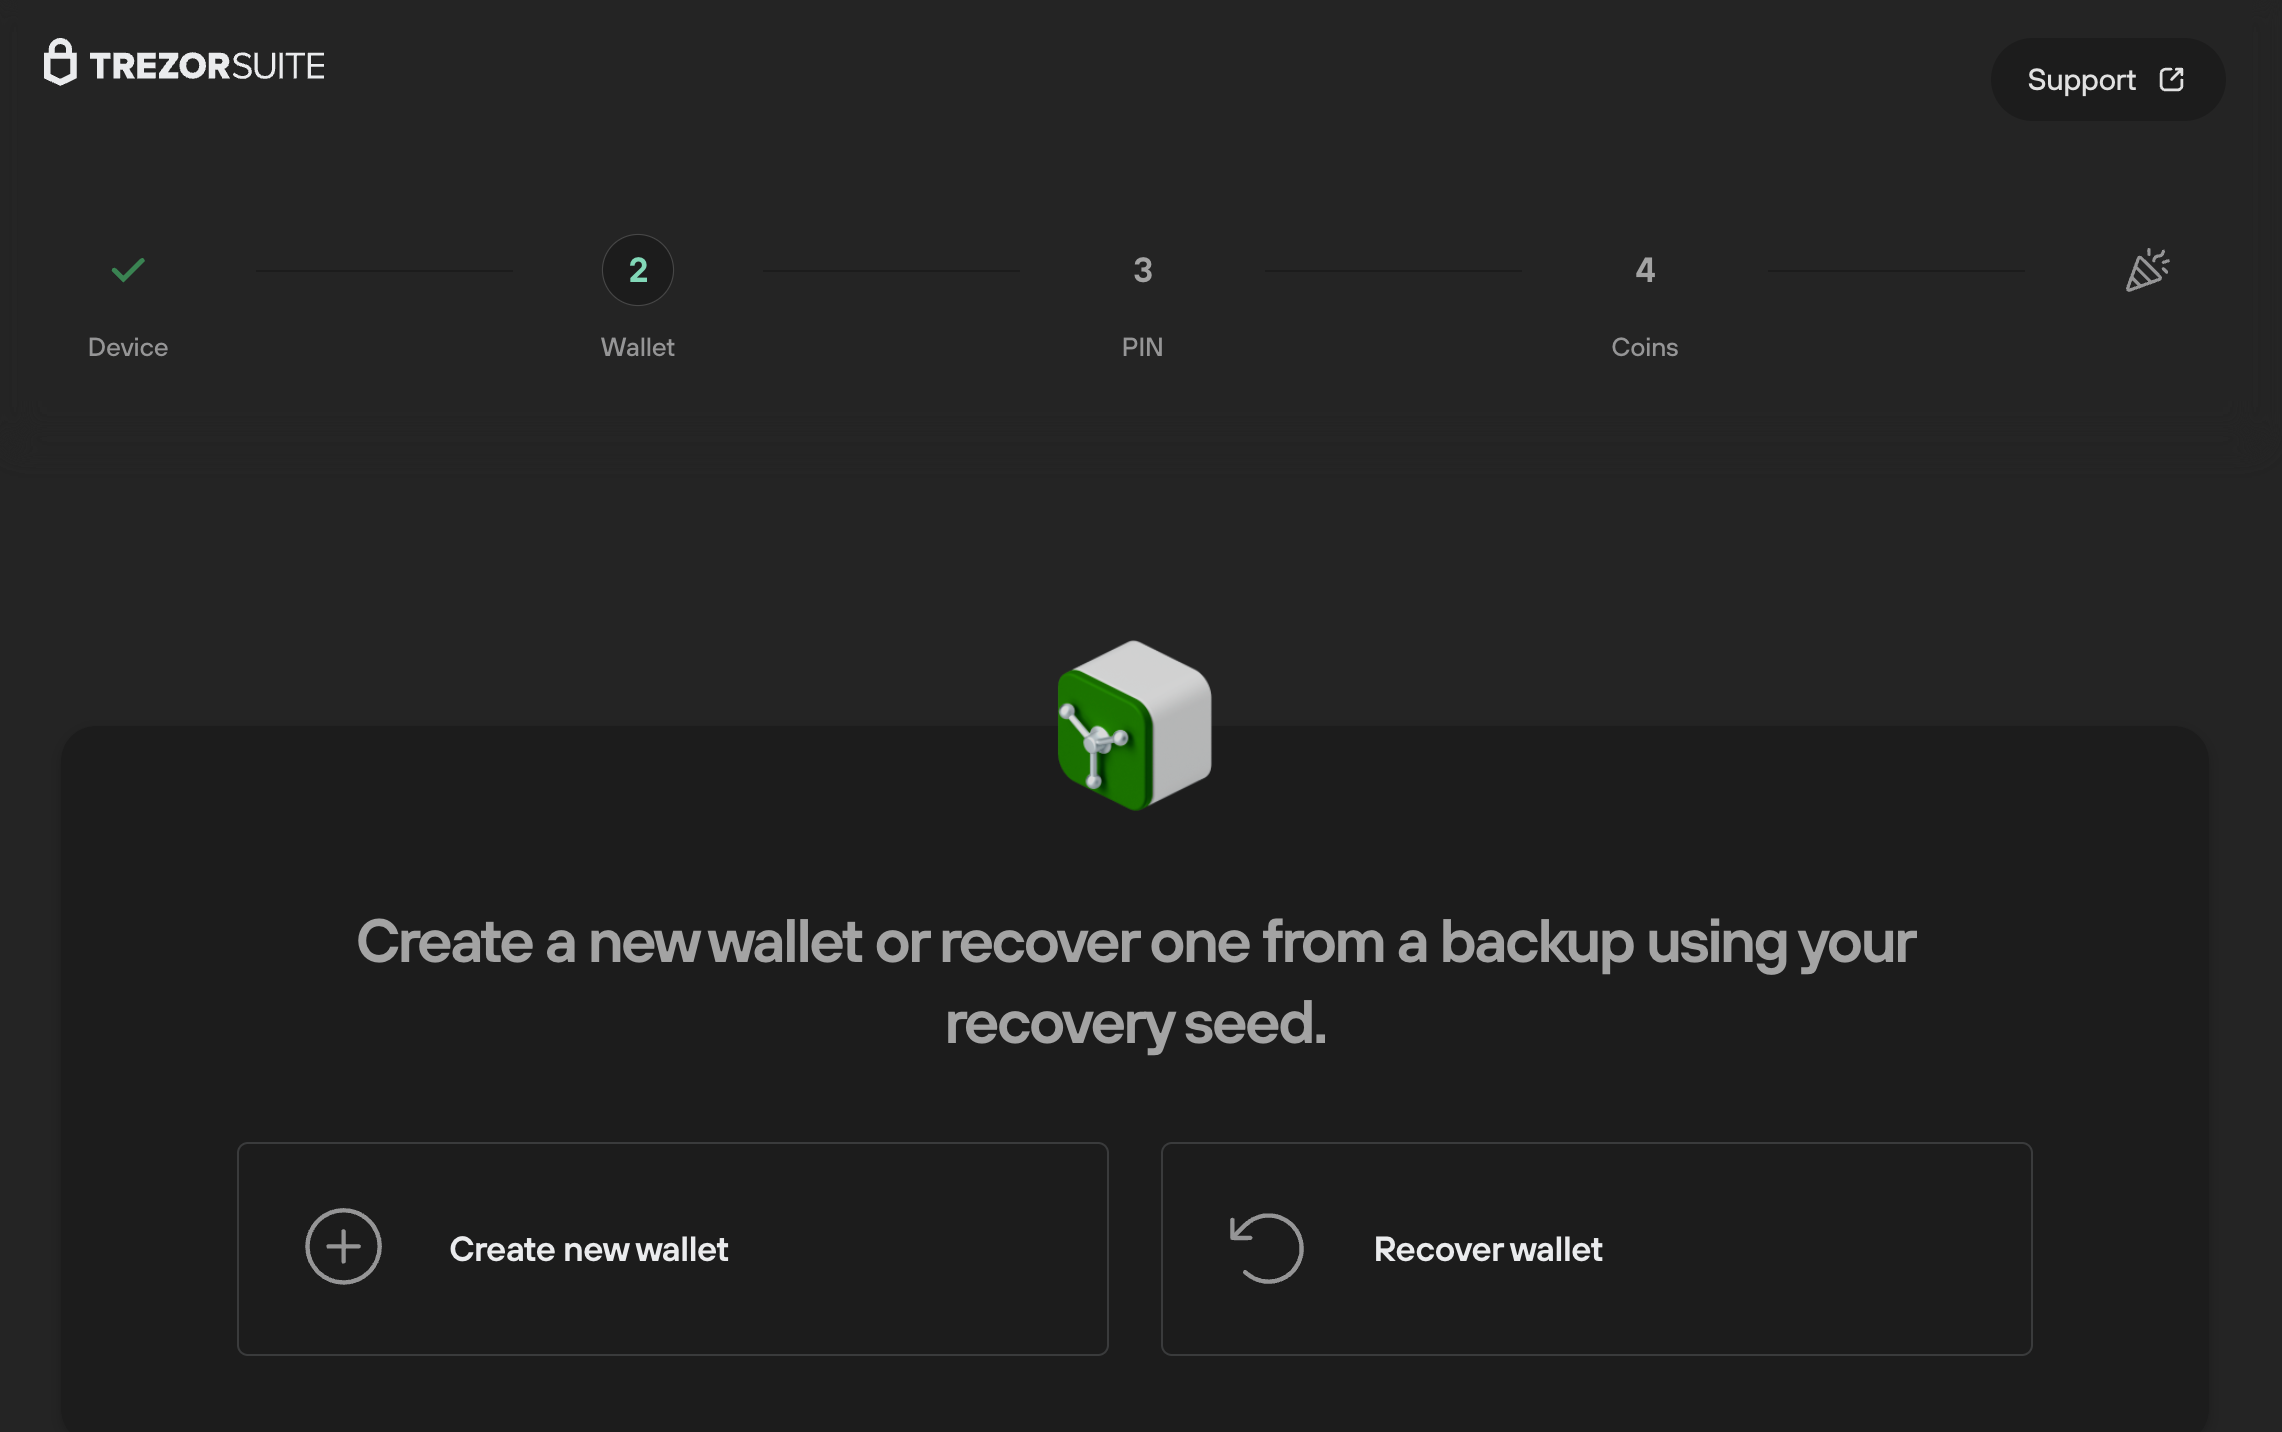 TREZORSUITE
Support
2
3
4
Device
Wallet
PIN
Coins
Create a new wallet or recover one from a backup using your
recovery seed.
Create new wallet
Recover wallet